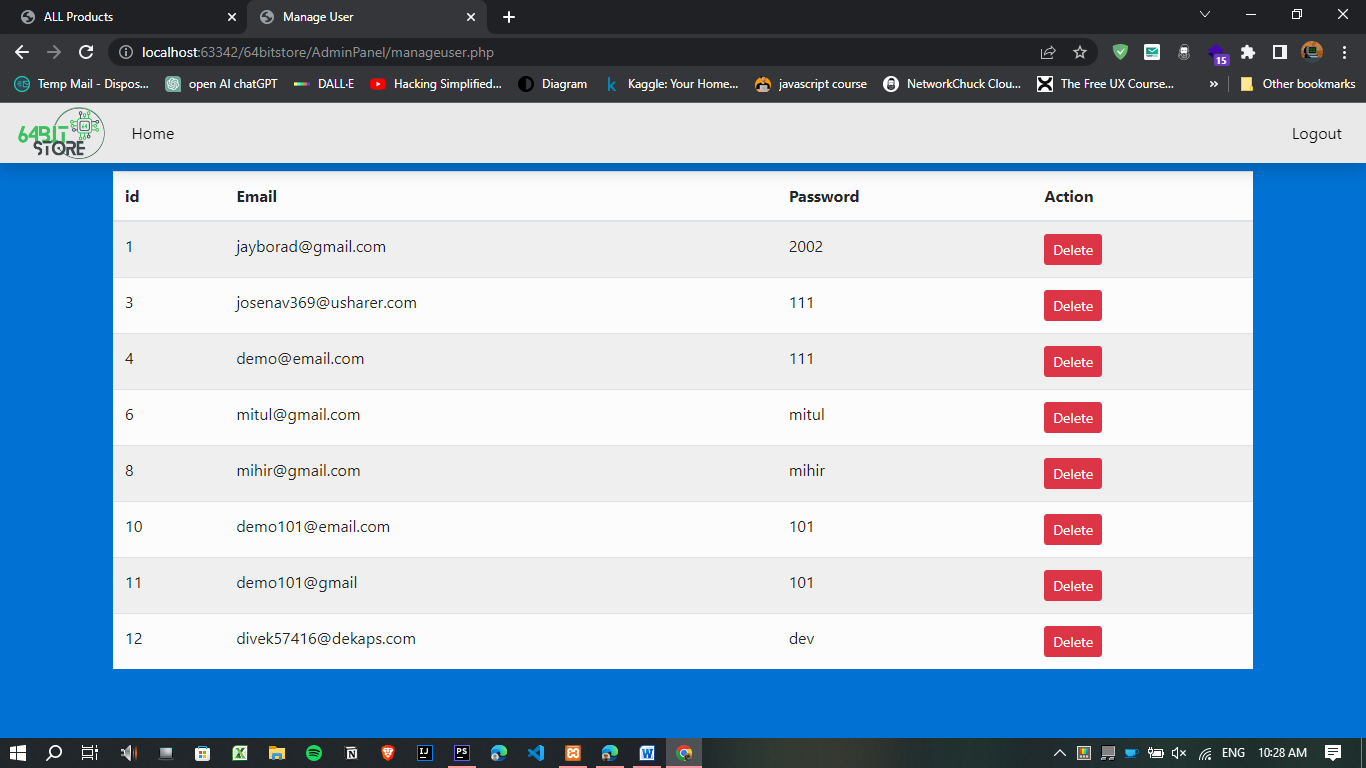 ALL Products
Manage User
localhost:63342/64bitstore/AdminPanel/manageuser.php
15
Temp Mail - Dispos...
open AI chatGPT
DALL·E
Hacking Simplified...
Diagram
Kaggle: Your Home...
javascript course
NetworkChuck Clou...
The Free UX Course...
»
Other bookmarks
64BIT
STORE
Home
Logout
id Email Password Action
1 jayborad@gmail.com 2002 Delete
3 josenav369@usharer.com 111 Delete
4 demo@email.com 111 Delete
6 mitul@gmail.com mitul Delete
8 mihir@gmail.com mihir Delete
10 demo101@email.com 101 Delete
11 demo101@gmail 101 Delete
12 divek57416@dekaps.com dev Delete
ENG
10:28 AM